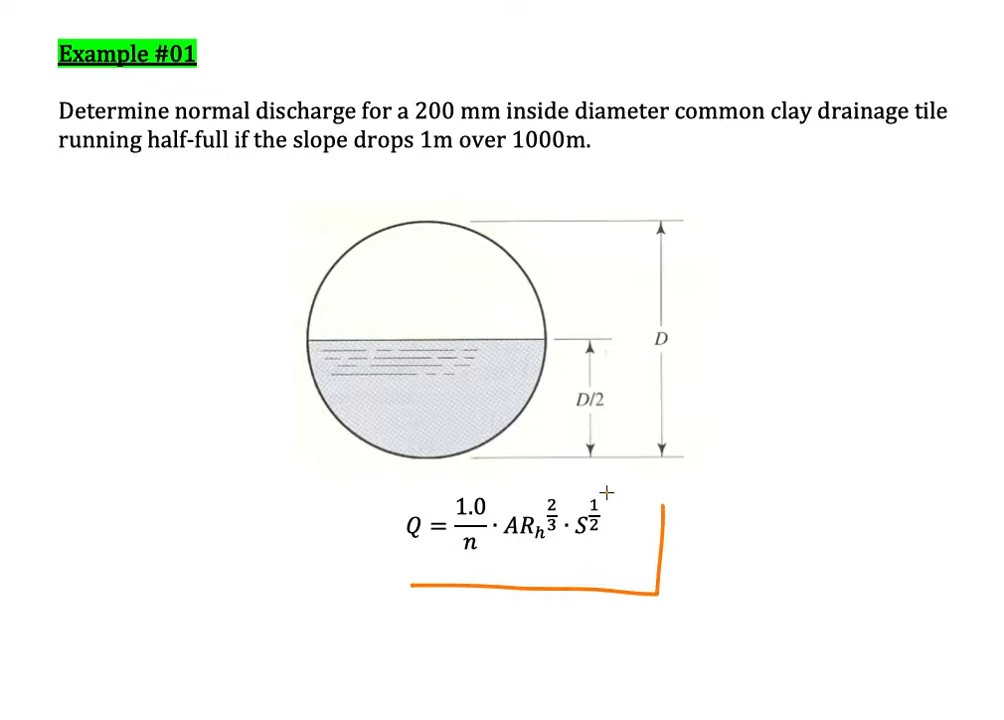 Example #01
Determine normal discharge for a 200 mm inside diameter common clay drainage tile
running half-full if the slope drops 1m over 1000m.
D
D/2
Q = 1.0/n · AR_h^(2/3) · S^(1/2)